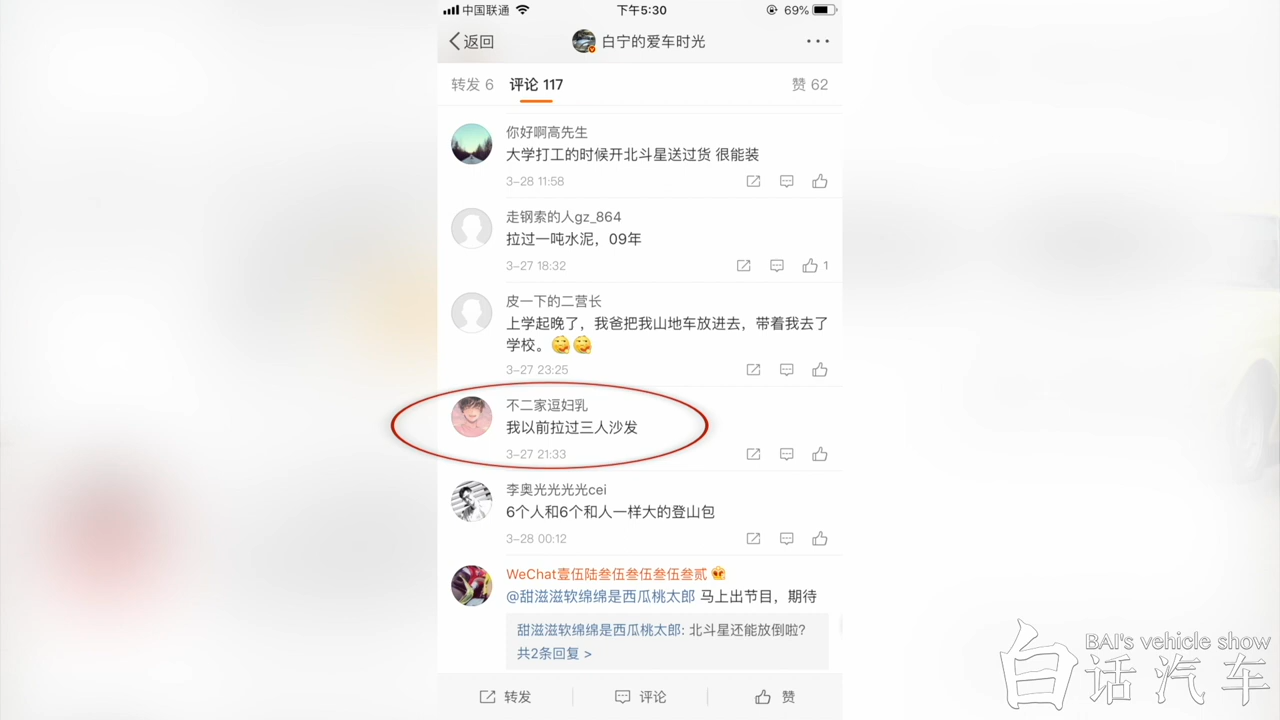 中国联通
下午5:30
69%
返回
白宁的爱车时光
转发 6
评论 117
赞 62
你好啊高先生
大学打工的时候开北斗星送过货 很能装
3-28 11:58
走钢索的人gz_864
拉过一吨水泥，09年
3-27 18:32
1
皮一下的二营长
上学起晚了，我爸把我山地车放进去，带着我去了
学校。
3-27 23:25
不二家逗妇乳
我以前拉过三人沙发
3-27 21:33
李奥光光光光cei
6个人和6个和人一样大的登山包
3-28 00:12
WeChat壹伍陆叁伍叁伍叁伍叁贰
@甜滋滋软绵绵是西瓜桃太郎 马上出节目，期待
甜滋滋软绵绵是西瓜桃太郎: 北斗星还能放倒啦?
共2条回复 >
转发
评论
赞
BAI's vehicle show
白话汽车